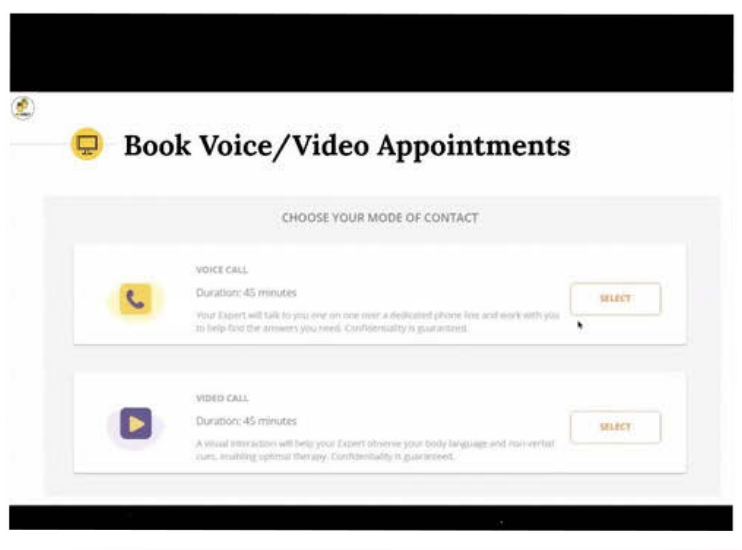 Book Voice/Video Appointments
CHOOSE YOUR MODE OF CONTACT
VOICE CALL
Duration: 45 minutes
Your Expert will talk to you one on one over a dedicated phone line and work with you
to help find the answers you need. Confidentiality is guaranteed.
SELECT
VIDEO CALL
Duration: 45 minutes
A visual interaction will help your Expert observe your body language and non-verbal
cues, enabling optimal therapy. Confidentiality is guaranteed.
SELECT